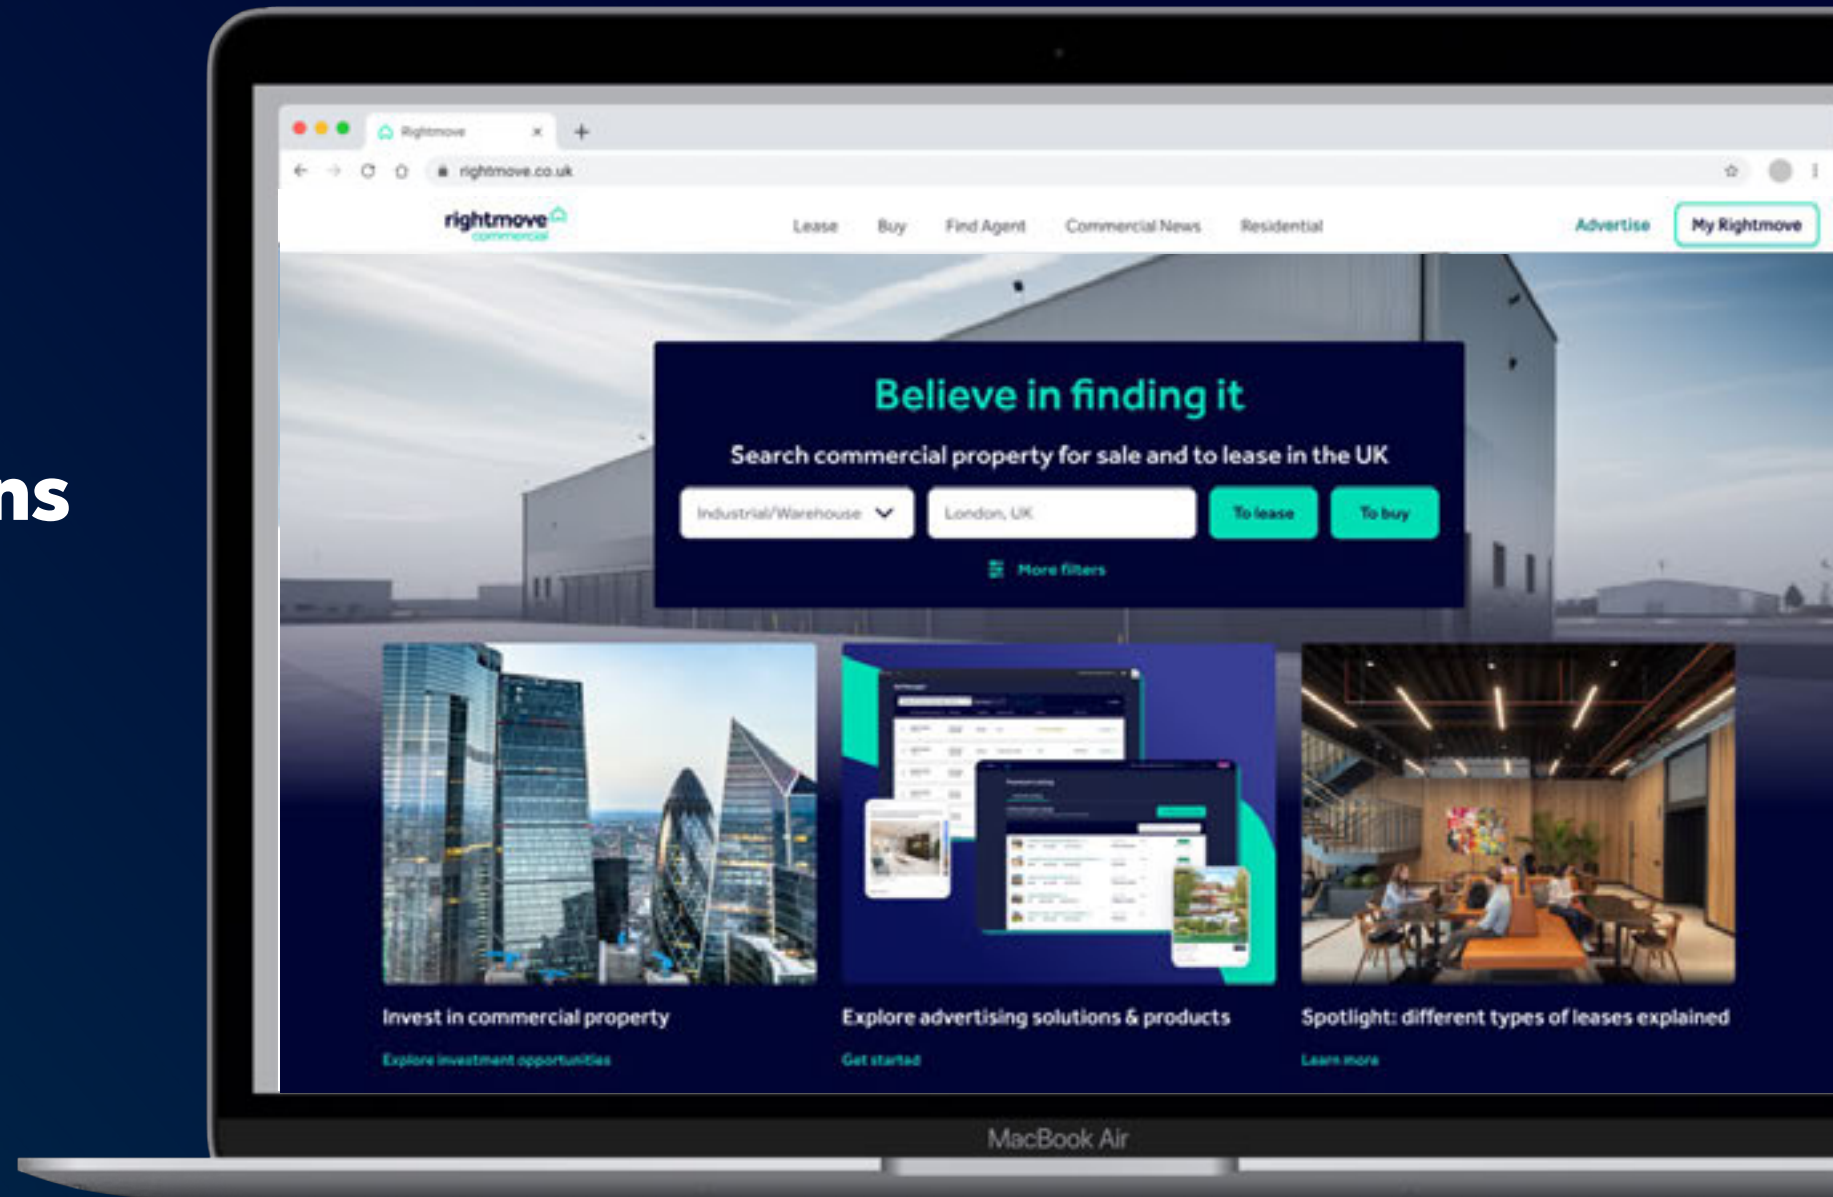 ns
Rightmove
rightmove.co.uk
rightmove
commercial
Lease Buy Find Agent Commercial News Residential Advertise My Rightmove
Believe in finding it
Search commercial property for sale and to lease in the UK
Industrial/Warehouse London, UK To lease To buy
More filters
Invest in commercial property
Explore investment opportunities
Explore advertising solutions & products
Get started
Spotlight: different types of leases explained
Learn more
MacBook Air